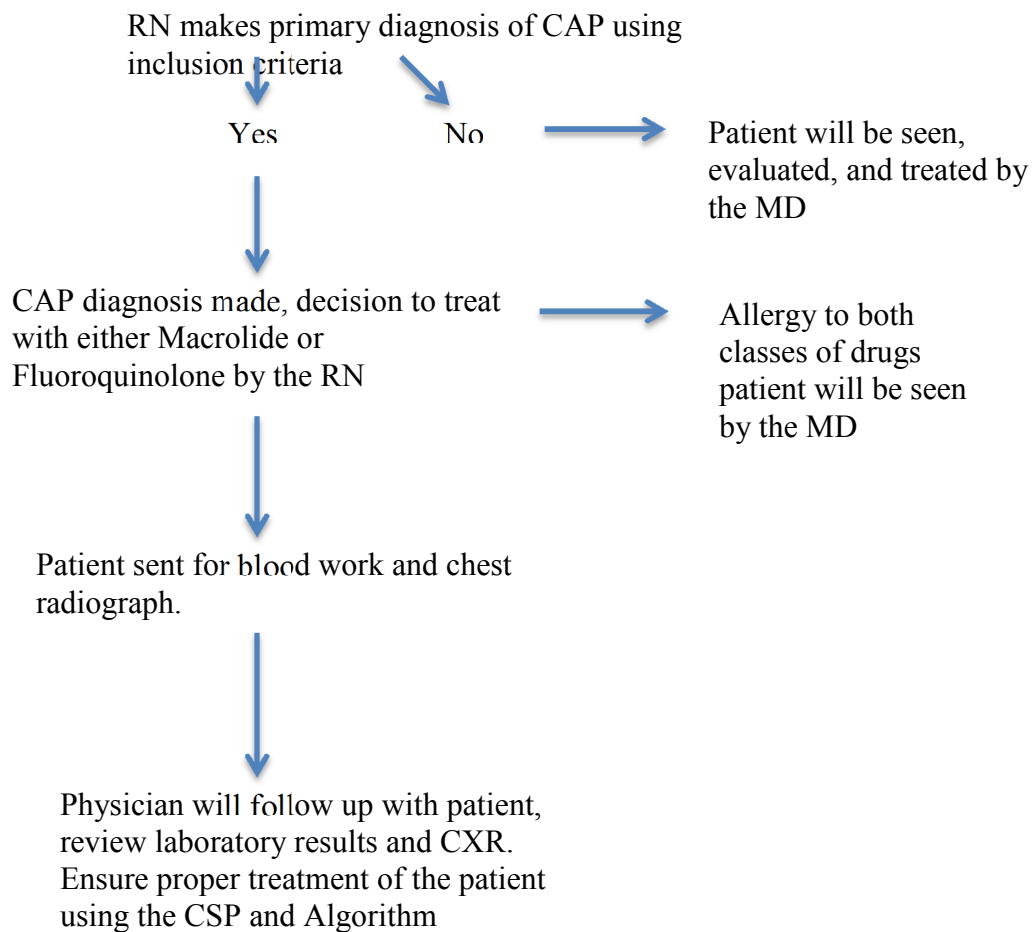 RN makes primary diagnosis of CAP using
inclusion criteria
Yes
No
Patient will be seen,
evaluated, and treated by
the MD
CAP diagnosis made, decision to treat
with either Macrolide or
Fluoroquinolone by the RN
Allergy to both
classes of drugs
patient will be seen
by the MD
Patient sent for blood work and chest
radiograph.
Physician will follow up with patient,
review laboratory results and CXR.
Ensure proper treatment of the patient
using the CSP and Algorithm